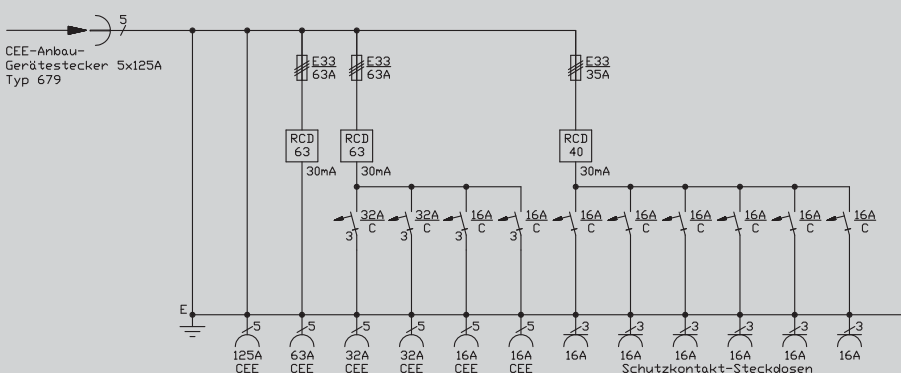 5
CEE-Anbau-
Gerätestecker 5x125A
Typ 679
E33 E33 E33
63A 63A 35A
RCD RCD RCD
63 63 40
30mA 30mA 30mA
32A 32A 16A 16A 16A 16A 16A 16A 16A 16A
C C C C C C C C C C
3 3 3 3
E
5 5 5 5 5 5 3 3 3 3 3 3
125A 63A 32A 32A 16A 16A 16A 16A 16A 16A 16A 16A
CEE CEE CEE CEE CEE CEE Schutzkontakt-Steckdosen